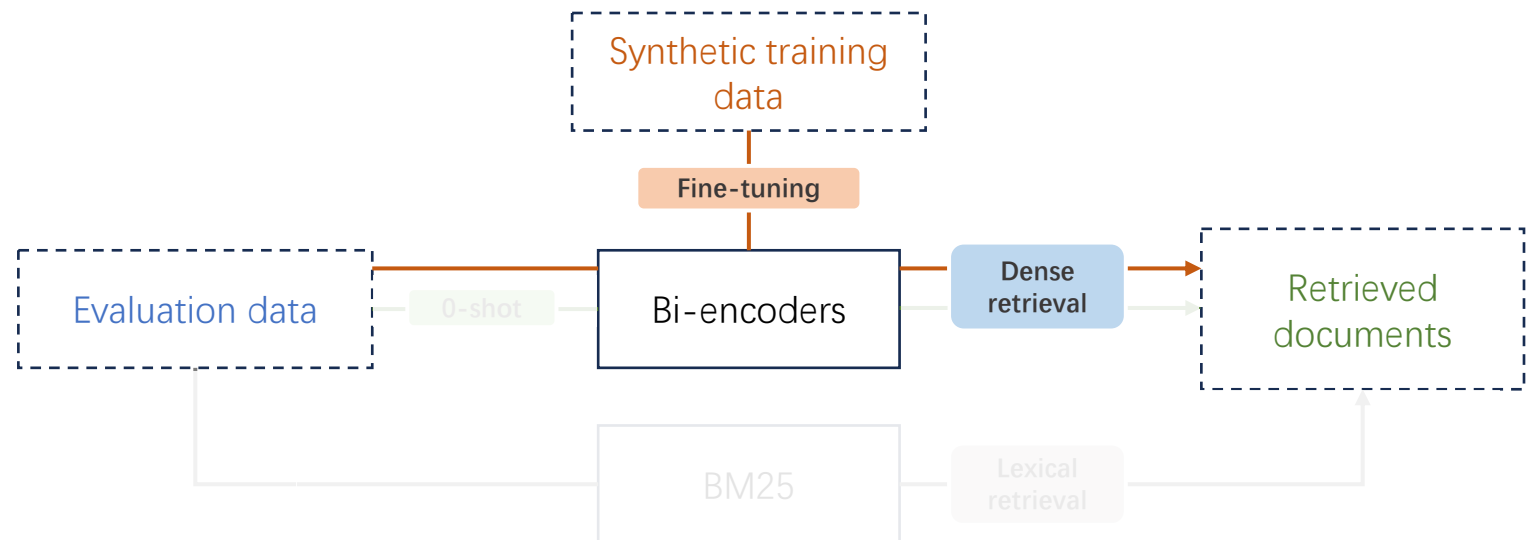 Synthetic training
data
Fine-tuning
Evaluation data
0-shot
Bi-encoders
Dense
retrieval
Retrieved
documents
BM25
Lexical
retrieval